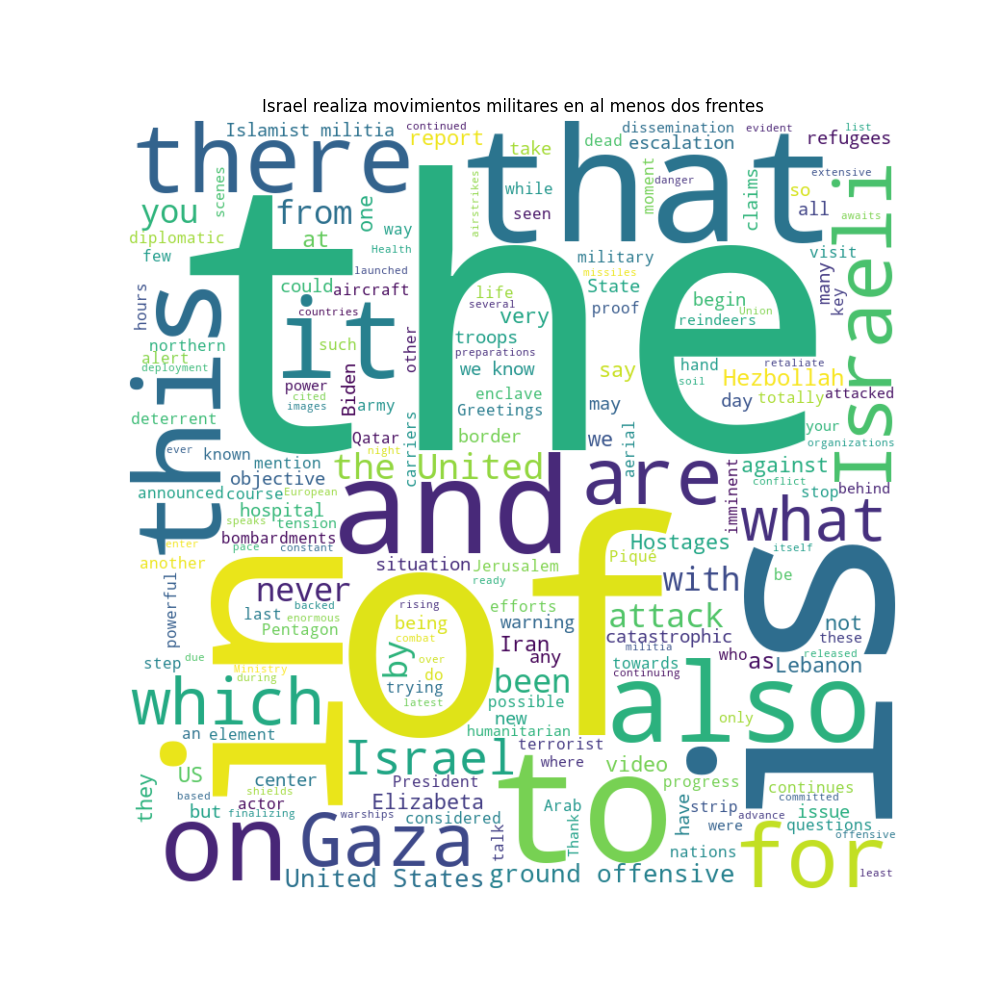 Israel realiza movimientos militares en al menos dos frentes
Islamist militia
continued
report
take
dead
dissemination
escalation
evident
list
refugees
there
that
scenes
you
from
one
way
airstrikes
while
seen
moment
danger
claims
so
all
extensive
awaits
Israeli
diplomatic
few
at
Health
the
military
missiles
State
visit
many
key
hours
this
could
launched
aircraft
countries
it
such
life
several
very
proof
begin
Union
reindeers
northern
alert
deployment
power
cited
images
Biden
other
troops
preparations
we know
enclave
Greetings
say
hand
soil
retaliate
Hezbollah
day
totally
attacked
deterrent
army
may
your
organizations
ever
known
Qatar
night
carriers
border
we
aerial
mention
objective
the United
are
imminent
against
conflict
stop
behind
announced
course
European
hospital
speaks
tension
and
what
enter
pace
constant
bombardments
another
situation
Jerusalem
ready
of
Hostages
Piqué
itself
be
is
powerful
in
never
with
last
backed
enormous
Pentagon
rising
being
combat
efforts
warning
attack
catastrophic
militia
not
these
released
step
due
Ministry
during
by
over
do
trying
latest
Iran
any
been
possible
new
humanitarian
towards
continuing
who
as
Lebanon
which
also
only
an
element
Israel
terrorist
where
video
they
US
based
center
shields
actor
but
finalizing
President
Elizabeta
warships
considered
to
Arab
Thank
talk
progress
have
strip
were
continues
committed
advance
issue
questions
offensive
on
Gaza
United States
ground offensive
nations
for
least